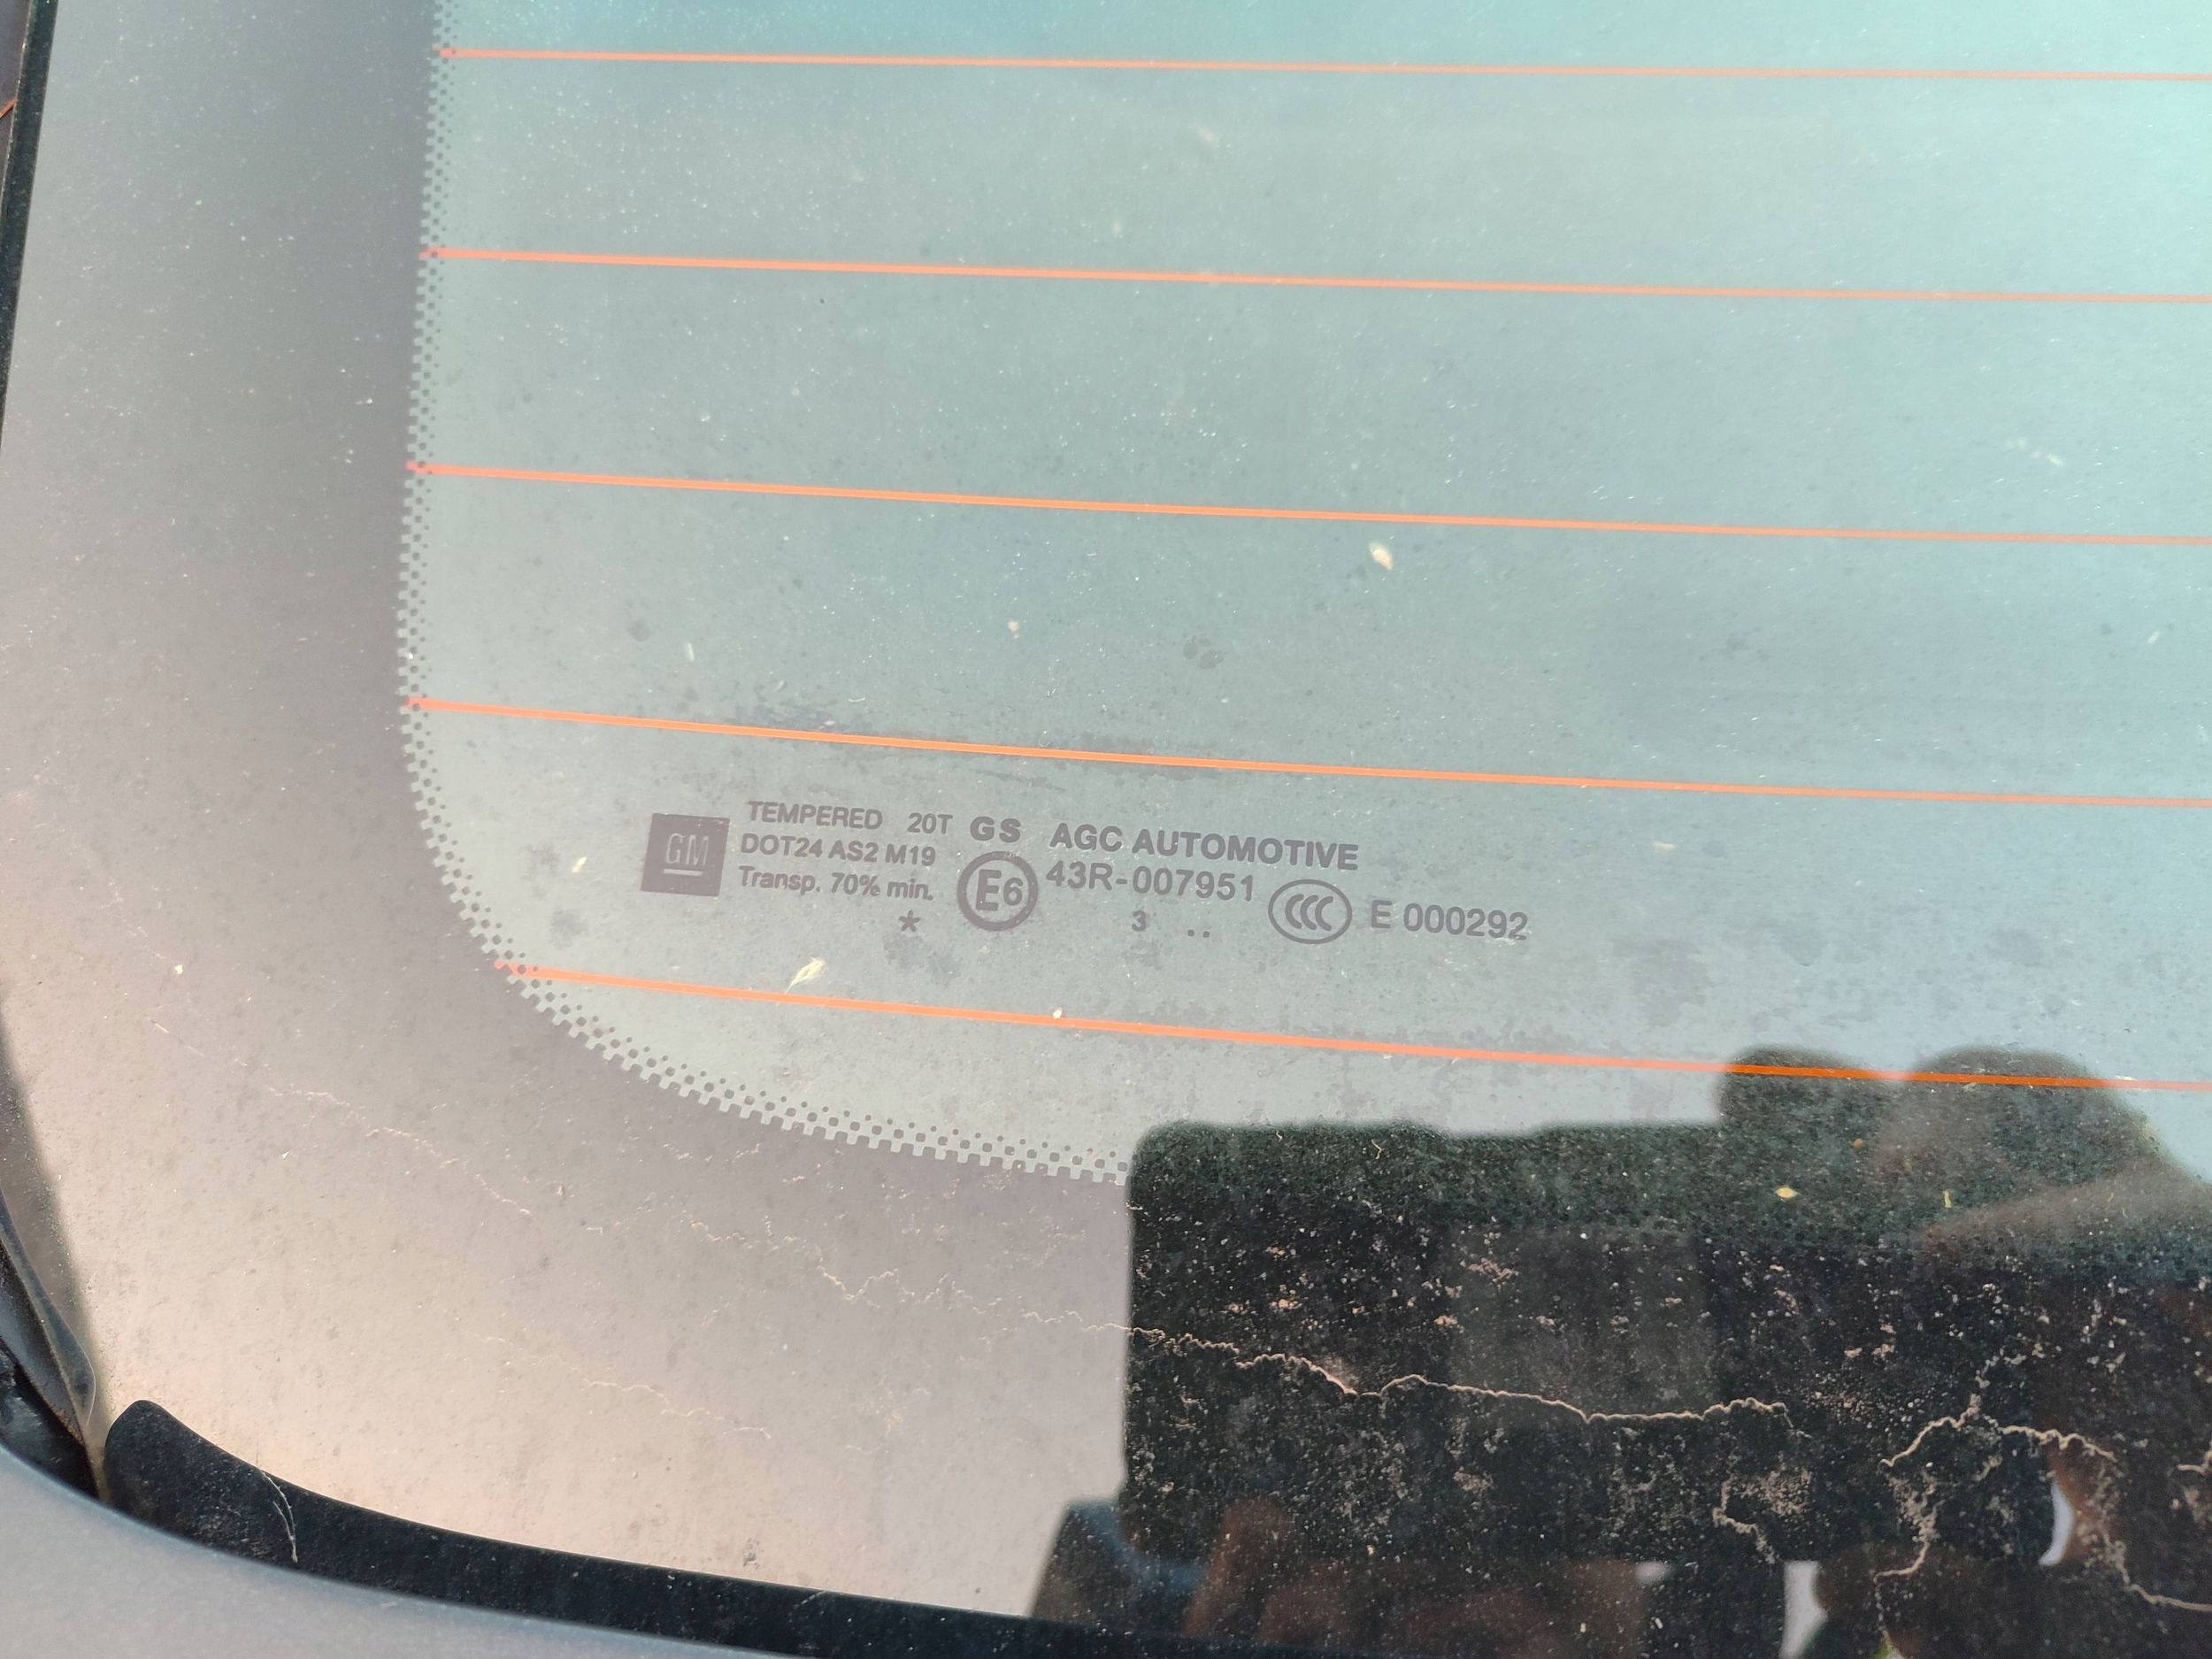 GM
TEMPERED 20T GS AGC AUTOMOTIVE
DOT24 AS2 M19
Transp. 70% min.
E6 43R-007951 CCC E 000292
* 3 ..